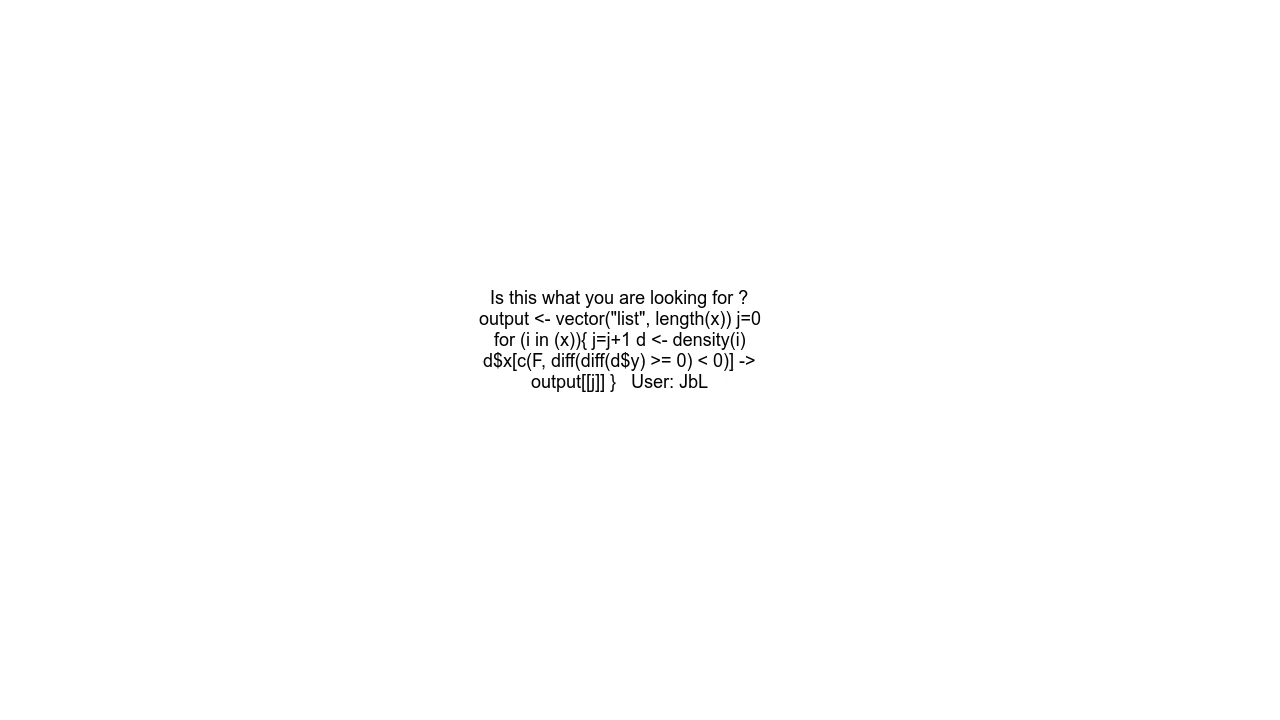 Is this what you are looking for ?
output <- vector("list", length(x)) j=0
for (i in (x)){ j=j+1 d <- density(i)
d$x[c(F, diff(diff(d$y) >= 0) < 0)] ->
output[[j]] }   User: JbL